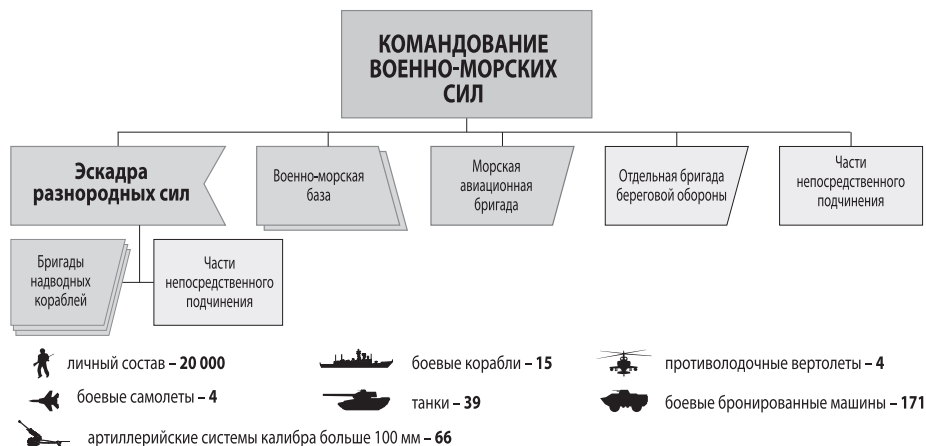 КОМАНДОВАНИЕ
ВОЕННО-МОРСКИХ
СИЛ
Эскадра
разнородных сил
Военно-морская
база
Морская
авиационная
бригада
Отдельная бригада
береговой обороны
Части
непосредственного
подчинения
Бригады
надводных
кораблей
Части
непосредственного
подчинения
личный состав – 20 000
боевые корабли – 15
противолодочные вертолеты – 4
боевые самолеты – 4
танки – 39
боевые бронированные машины – 171
артиллерийские системы калибра больше 100 мм – 66